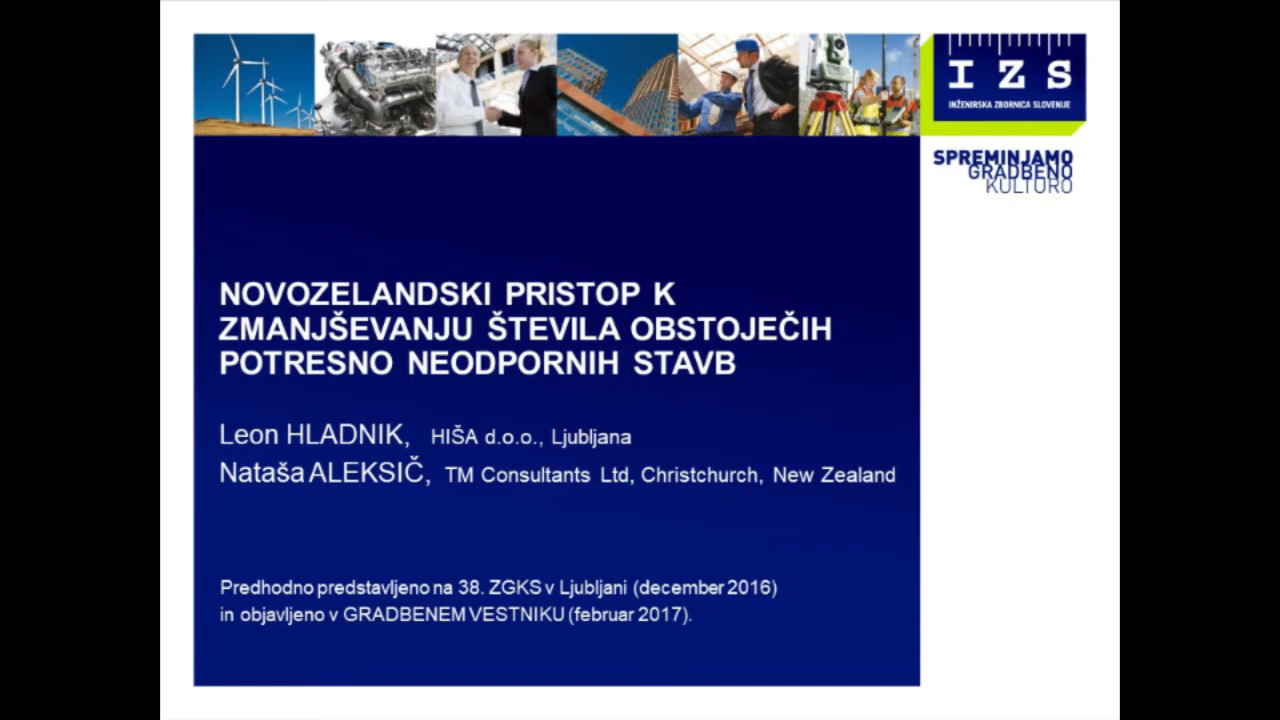 IZS
INŽENIRSKA ZBORNICA SLOVENIJE
SPREMINJAMO
GRADBENO
KULTURO
NOVOZELANDSKI PRISTOP K
ZMANJŠEVANJU ŠTEVILA OBSTOJEČIH
POTRESNO NEODPORNIH STAVB
Leon HLADNIK, HIŠA d.o.o., Ljubljana
Nataša ALEKSIČ, TM Consultants Ltd, Christchurch, New Zealand
Predhodno predstavljeno na 38. ZGKS v Ljubljani (december 2016)
in objavljeno v GRADBENEM VESTNIKU (februar 2017).